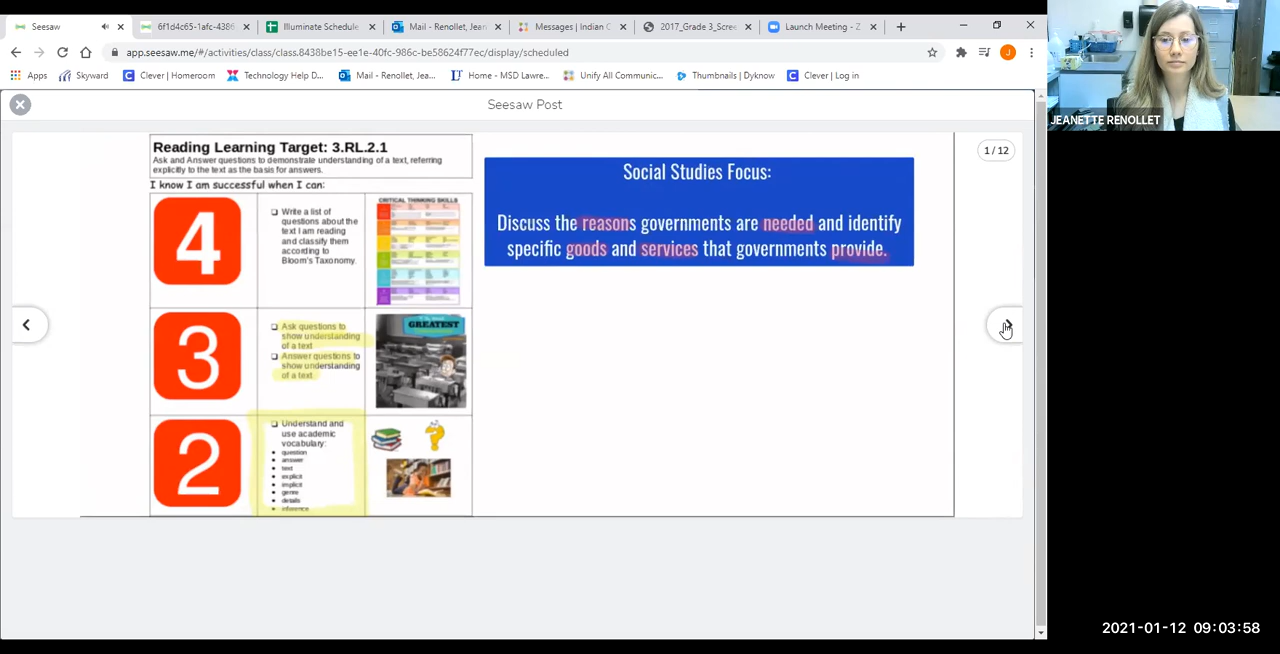 Seesaw
6f1d4c65-1afc-4386
Illuminate Schedule
Mail - Renollet, Jean
Messages | Indian C
2017_Grade 3_Scree
Launch Meeting - Z
app.seesaw.me/#/activities/class/class.8438be15-ee1e-40fc-986c-be58624f77ec/display/scheduled
Apps
Skyward
Clever | Homeroom
Technology Help D...
Mail - Renollet, Jea...
Home - MSD Lawre...
Unify All Communic...
Thumbnails | Dyknow
Clever | Log in
JEANETTE RENOLLET
Seesaw Post
1 / 12
Reading Learning Target: 3.RL.2.1
Ask and Answer questions to demonstrate understanding of a text, referring
explicitly to the text as the basis for answers.
I know I am successful when I can:
4
Write a list of
questions about the
text I am reading
and classify them
according to
Bloom's Taxonomy.
CRITICAL THINKING SKILLS
3
Ask questions to
show understanding
of a text
Answer questions to
show understanding
of a text
GREATEST
2
Understand and
use academic
vocabulary:
question
answer
text
explicit
implicit
genre
details
inference
Social Studies Focus:
Discuss the reasons governments are needed and identify
specific goods and services that governments provide.
2021-01-12 09:03:58